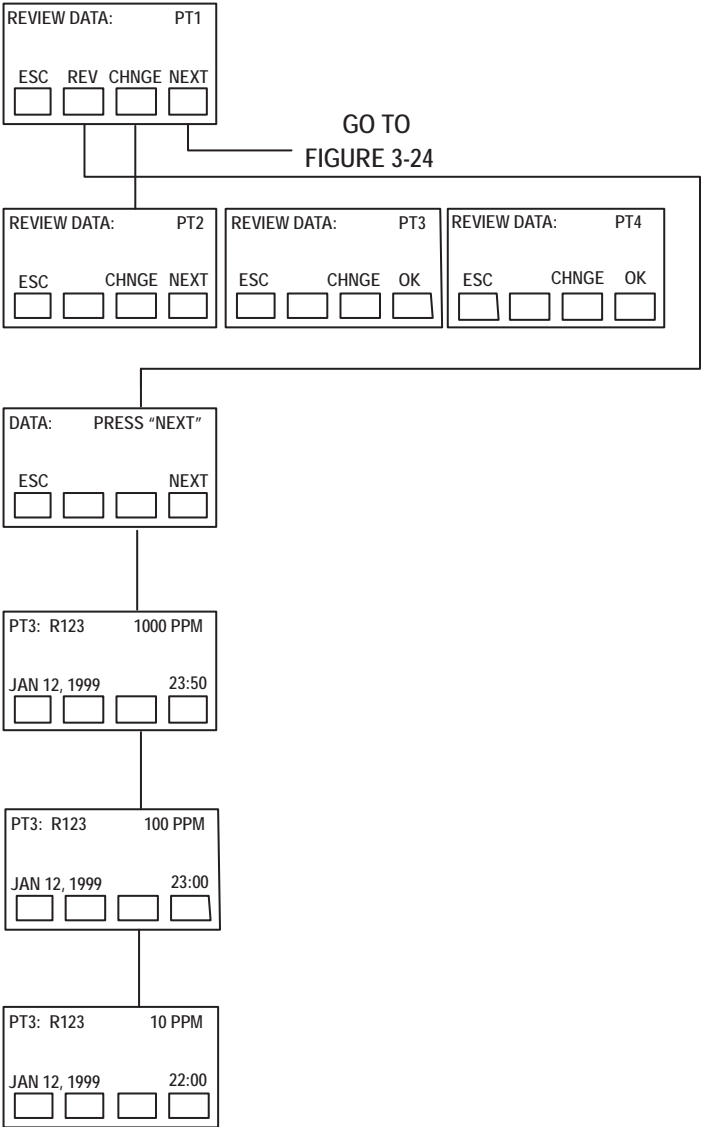 REVIEW DATA: PT1
ESC REV CHNGE NEXT
GO TO
FIGURE 3-24
REVIEW DATA: PT2
ESC CHNGE NEXT
REVIEW DATA: PT3
ESC CHNGE OK
REVIEW DATA: PT4
ESC CHNGE OK
DATA: PRESS “NEXT”
ESC NEXT
PT3: R123 1000 PPM
JAN 12, 1999 23:50
PT3: R123 100 PPM
JAN 12, 1999 23:00
PT3: R123 10 PPM
JAN 12, 1999 22:00